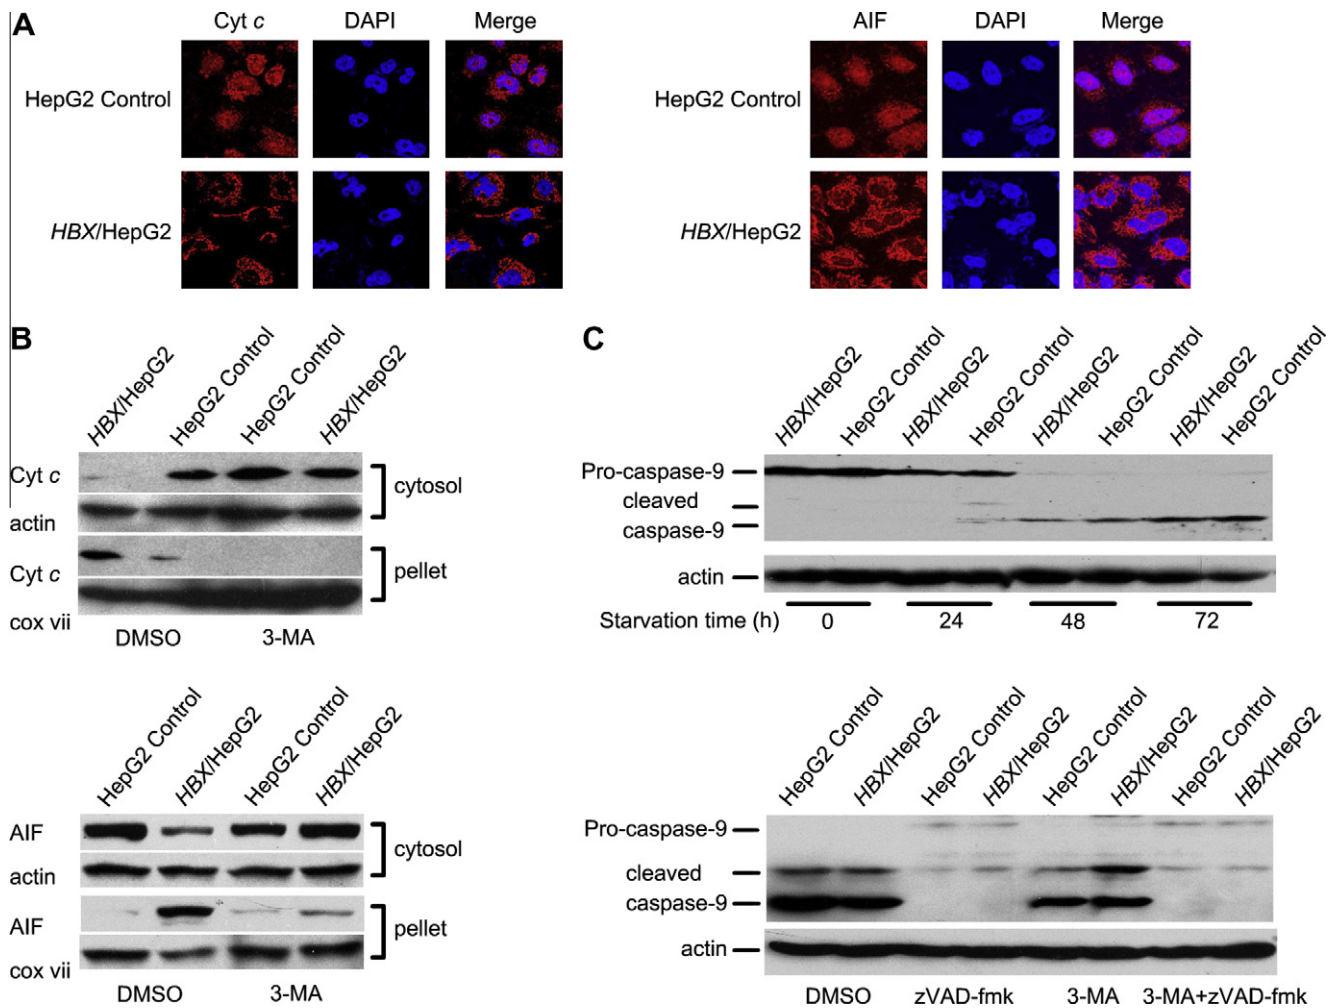 A
Cyt c DAPI Merge
HepG2 Control
HBX/HepG2
AIF DAPI Merge
HepG2 Control
HBX/HepG2
B
HBX/HepG2 HepG2 Control HepG2 Control HBX/HepG2
Cyt c
cytosol
actin
Cyt c
pellet
cox vii
DMSO 3-MA
HepG2 Control HBX/HepG2 HepG2 Control HBX/HepG2
AIF
cytosol
actin
AIF
pellet
cox vii
DMSO 3-MA
C
HBX/HepG2 HepG2 Control HBX/HepG2 HepG2 Control HBX/HepG2 HepG2 Control HBX/HepG2 HepG2 Control
Pro-caspase-9
cleaved
caspase-9
actin
Starvation time (h) 0 24 48 72
HepG2 Control HBX/HepG2 HepG2 Control HBX/HepG2 HepG2 Control HBX/HepG2 HepG2 Control HBX/HepG2
Pro-caspase-9
cleaved
caspase-9
actin
DMSO zVAD-fmk 3-MA 3-MA+zVAD-fmk